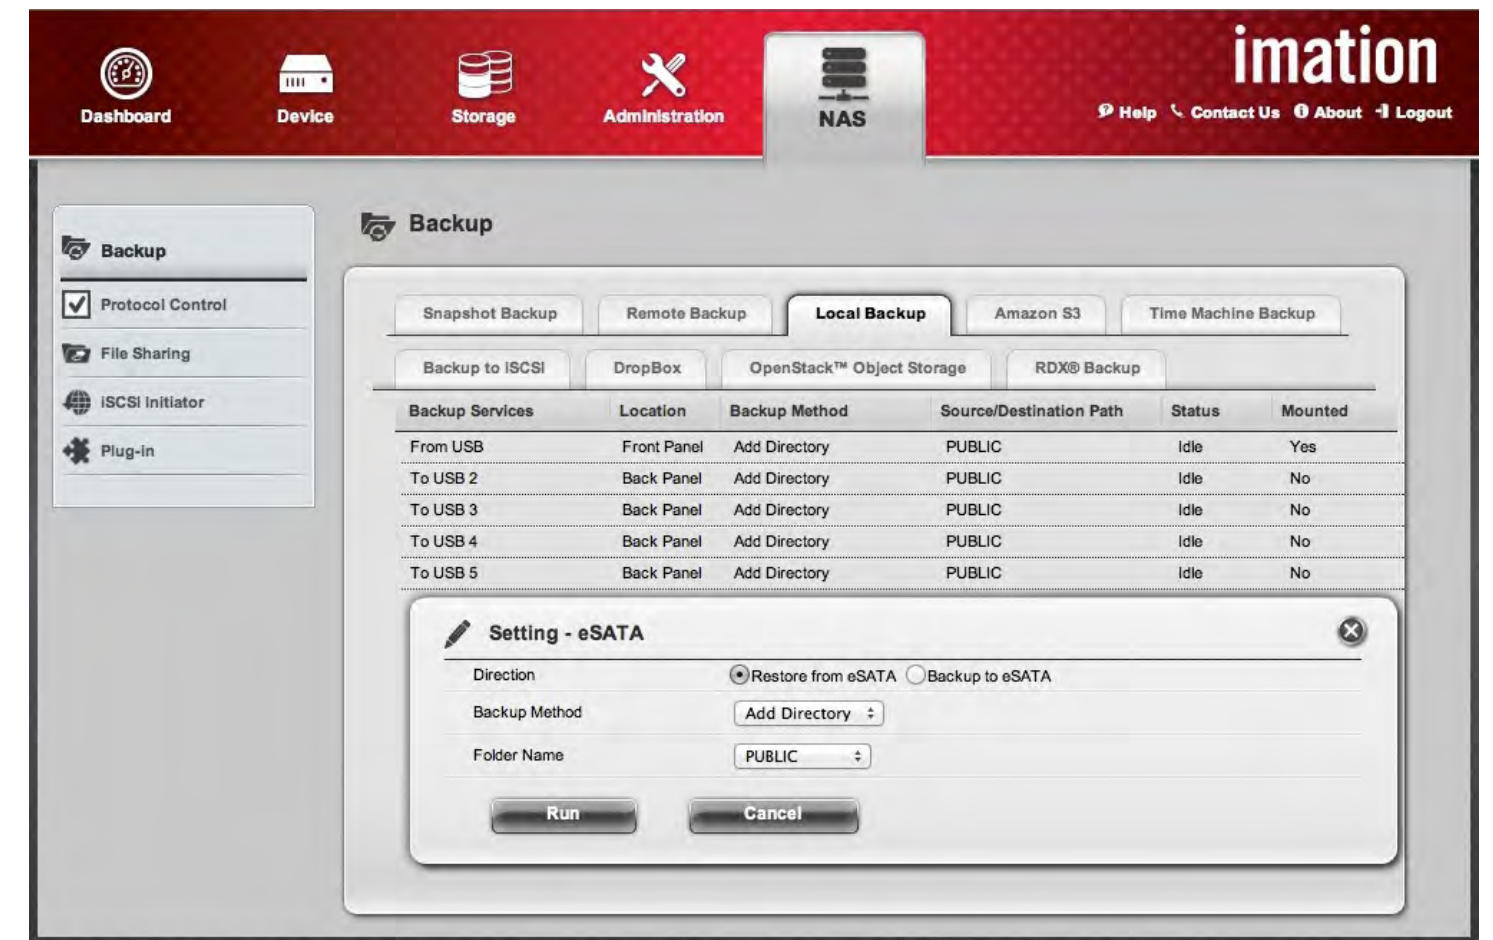 imation
Dashboard Device Storage Administration NAS Help Contact Us About Logout
Backup
Backup
Protocol Control
File Sharing
iSCSI Initiator
Plug-in
Snapshot Backup Remote Backup Local Backup Amazon S3 Time Machine Backup
Backup to iSCSI DropBox OpenStack™ Object Storage RDX® Backup
Backup Services Location Backup Method Source/Destination Path Status Mounted
From USB Front Panel Add Directory PUBLIC Idle Yes
To USB 2 Back Panel Add Directory PUBLIC Idle No
To USB 3 Back Panel Add Directory PUBLIC Idle No
To USB 4 Back Panel Add Directory PUBLIC Idle No
To USB 5 Back Panel Add Directory PUBLIC Idle No
Setting - eSATA
Direction Restore from eSATA Backup to eSATA
Backup Method Add Directory
Folder Name PUBLIC
Run Cancel